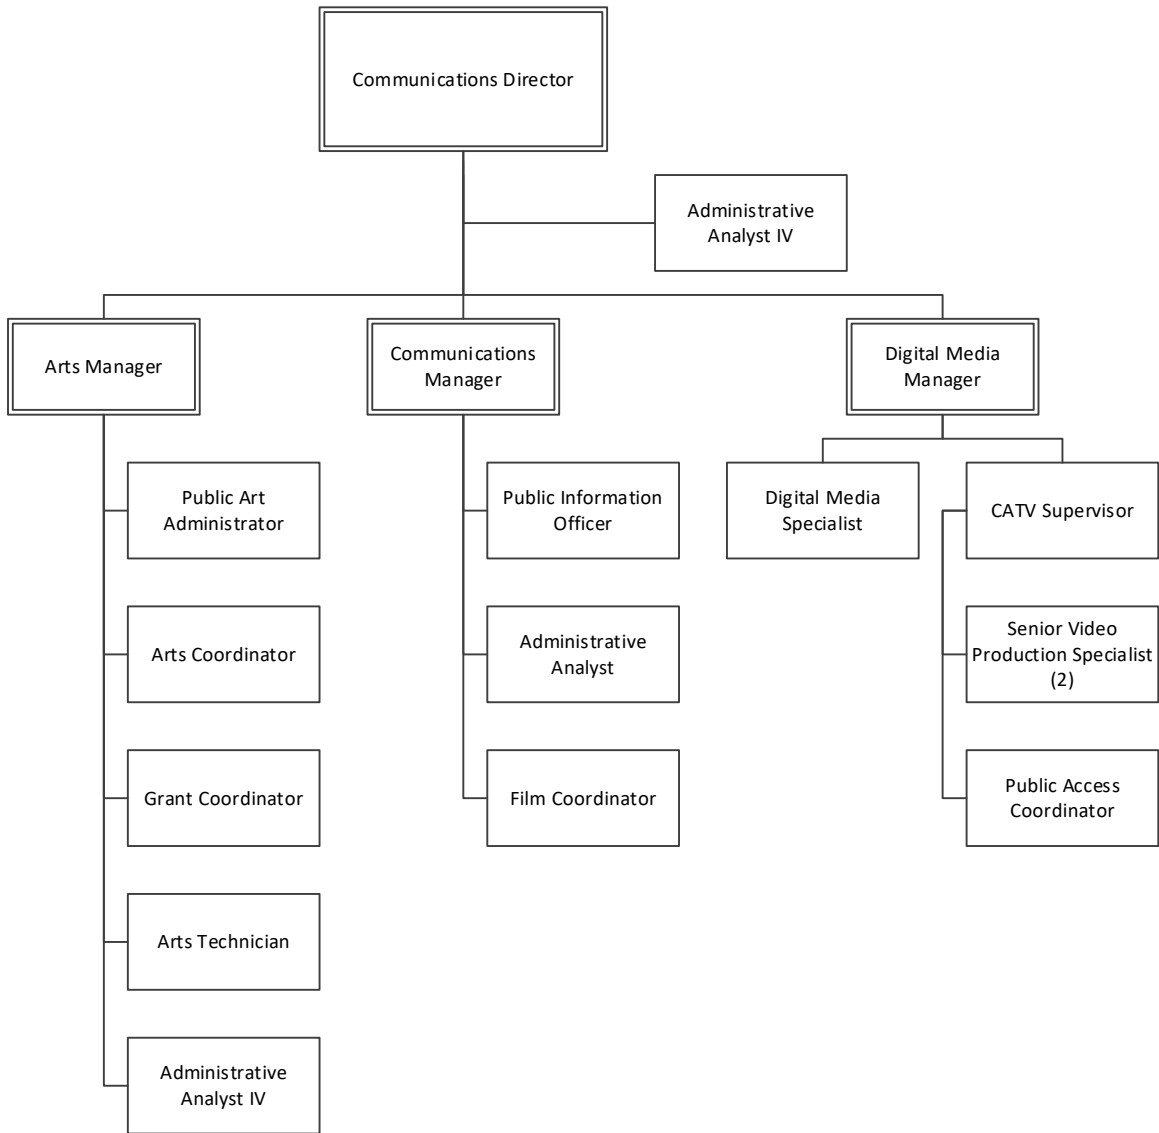 Communications Director
Administrative
Analyst IV
Arts Manager
Communications
Manager
Digital Media
Manager
Public Art
Administrator
Public Information
Officer
Digital Media
Specialist
CATV Supervisor
Arts Coordinator
Administrative
Analyst
Senior Video
Production Specialist
(2)
Grant Coordinator
Film Coordinator
Public Access
Coordinator
Arts Technician
Administrative
Analyst IV